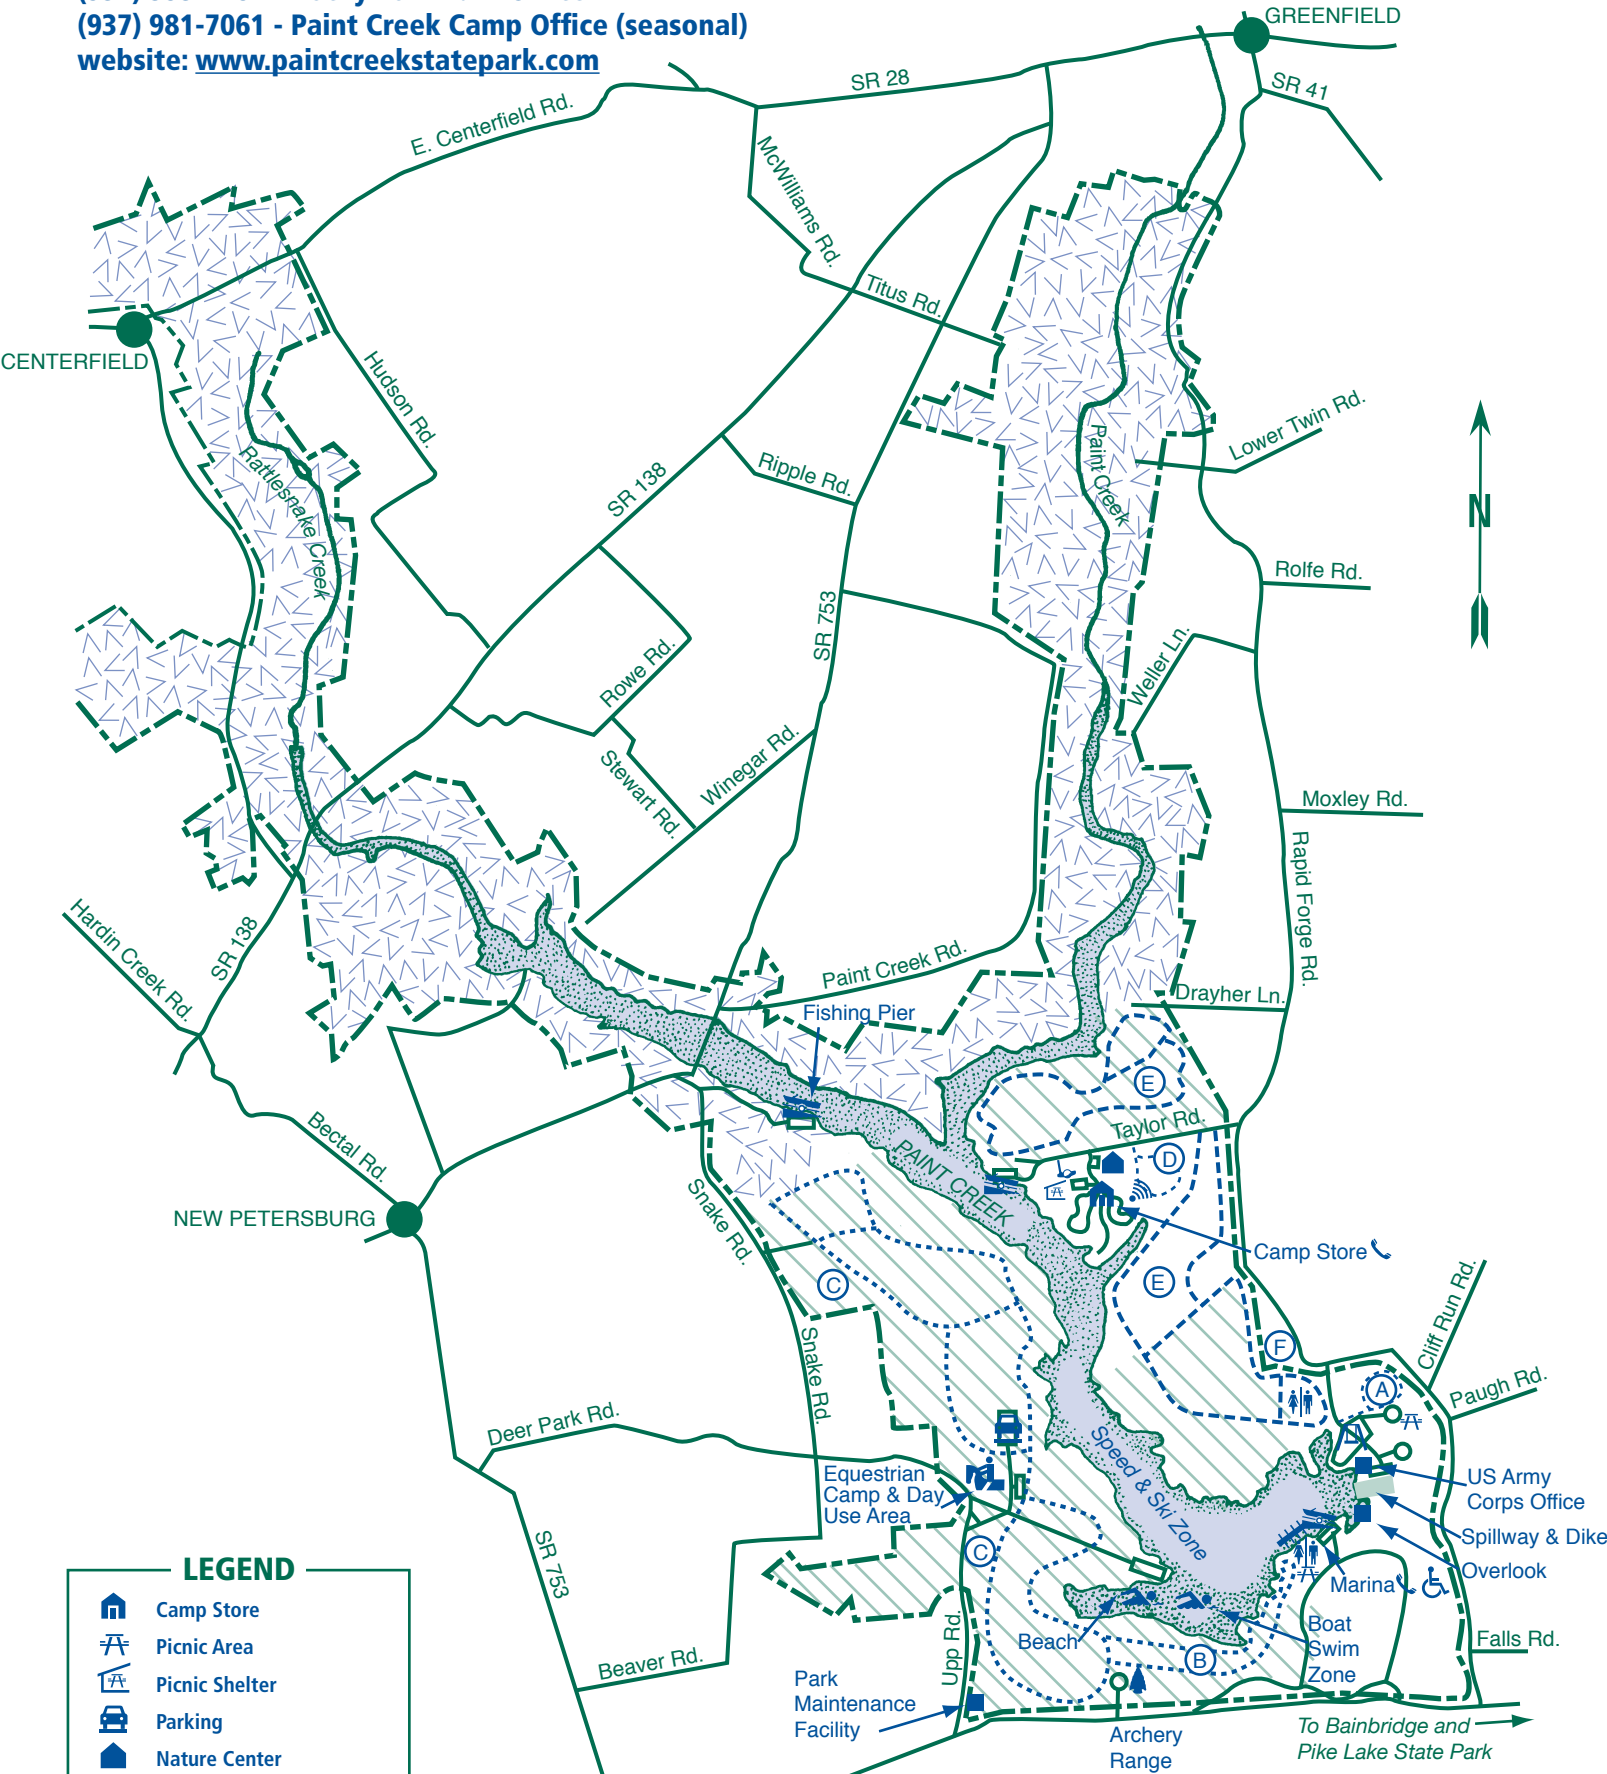 (937) 981-7061 - Paint Creek Camp Office (seasonal)
website: www.paintcreekstatepark.com
GREENFIELD
SR 28
SR 41
E. Centerfield Rd.
McWilliams Rd.
Titus Rd.
CENTERFIELD
Hudson Rd.
Rattlesnake Creek
Paint Creek
Lower Twin Rd.
SR 138
Ripple Rd.
N
Rolfe Rd.
SR 753
Rowe Rd.
Weller Ln.
Stewart Rd.
Winegar Rd.
Moxley Rd.
Rapid Forge Rd.
Hardin Creek Rd.
SR 138
Paint Creek Rd.
Drayher Ln.
Fishing Pier
E
Taylor Rd.
Bectal Rd.
PAINT CREEK
D
NEW PETERSBURG
Snake Rd.
Camp Store
C
E
Cliff Run Rd.
Snake Rd.
F
A
Paugh Rd.
Deer Park Rd.
Speed & Ski Zone
Equestrian
Camp & Day
Use Area
US Army
Corps Office
Spillway & Dike
Overlook
C
SR 753
Marina
Beach
Boat
Swim
Zone
Falls Rd.
B
Upp Rd.
Beaver Rd.
Park
Maintenance
Facility
Archery
Range
To Bainbridge and
Pike Lake State Park
LEGEND
Camp Store
Picnic Area
Picnic Shelter
Parking
Nature Center